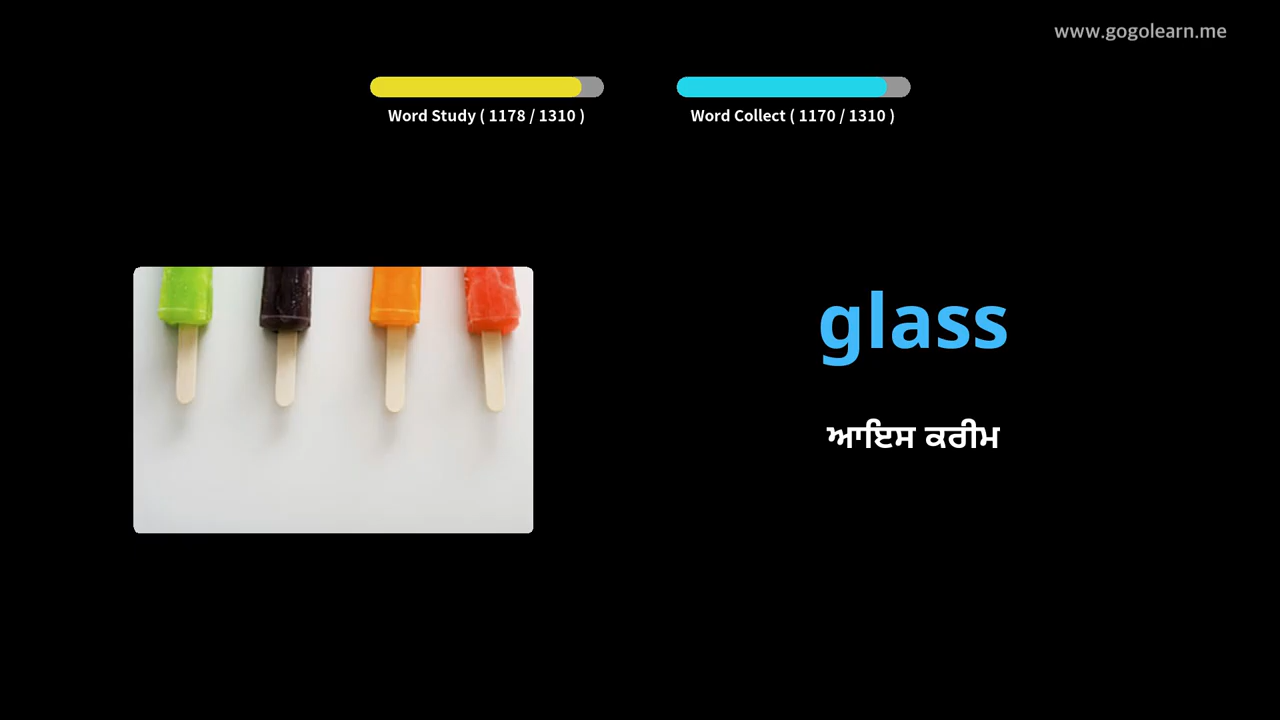 www.gogolearn.me
Word Study ( 1178 / 1310 )
Word Collect ( 1170 / 1310 )
glass
ਆਇਸ ਕਰੀਮ